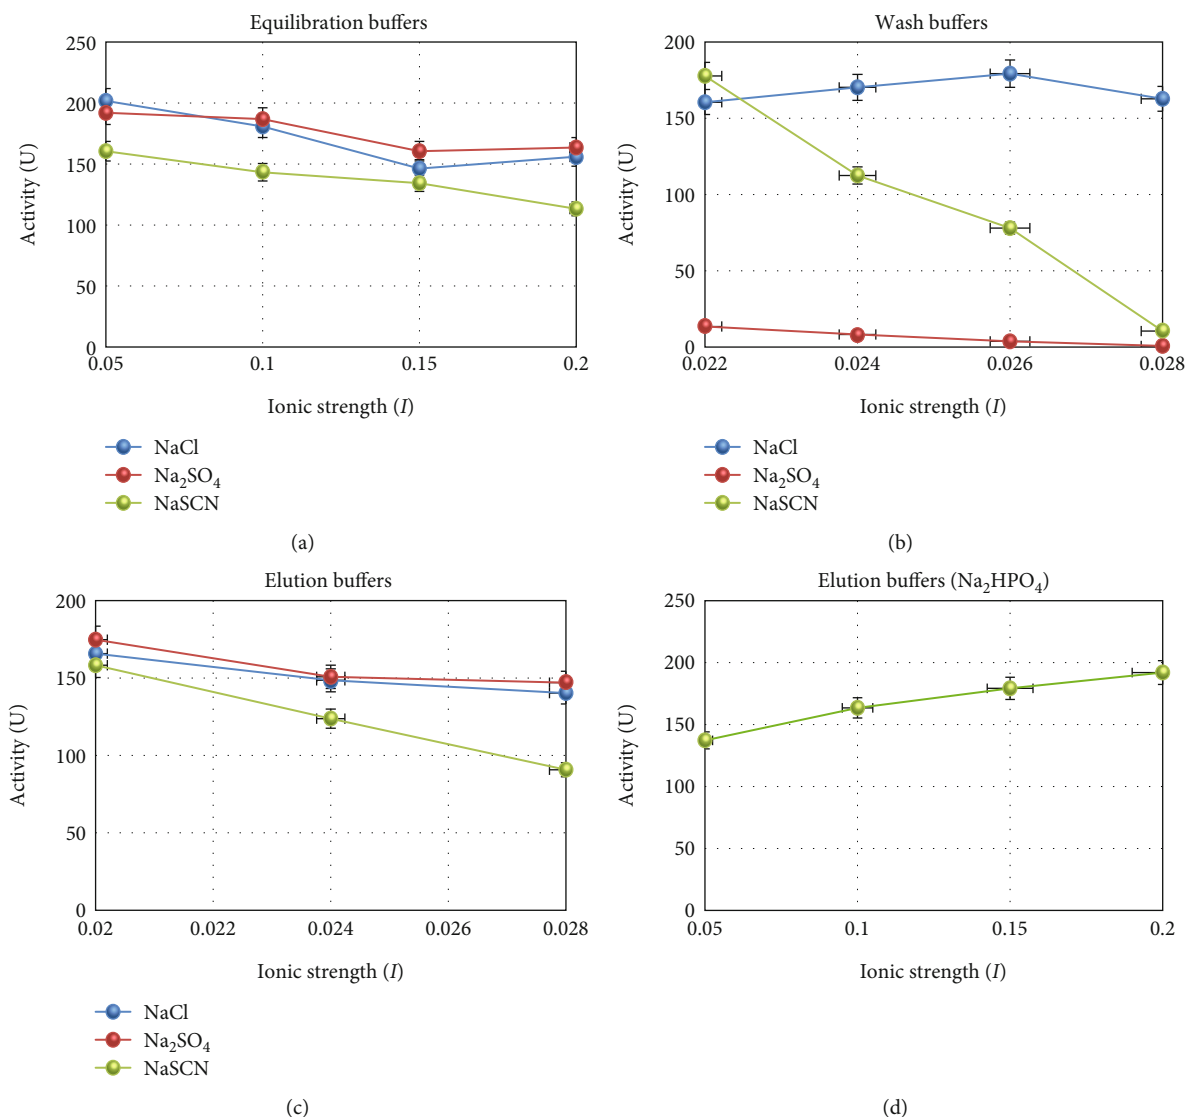 Equilibration buffers
250
200
150
100
50
0
Activity (U)
0.05 0.1 0.15 0.2
Ionic strength (I)
NaCl
Na₂SO₄
NaSCN
(a)
Wash buffers
200
150
100
50
0
Activity (U)
0.022 0.024 0.026 0.028
Ionic strength (I)
NaCl
Na₂SO₄
NaSCN
(b)
Elution buffers
200
150
100
50
0
Activity (U)
0.02 0.022 0.024 0.026 0.028
Ionic strength (I)
NaCl
Na₂SO₄
NaSCN
(c)
Elution buffers (Na₂HPO₄)
250
200
150
100
50
0
Activity (U)
0.05 0.1 0.15 0.2
Ionic strength (I)
(d)